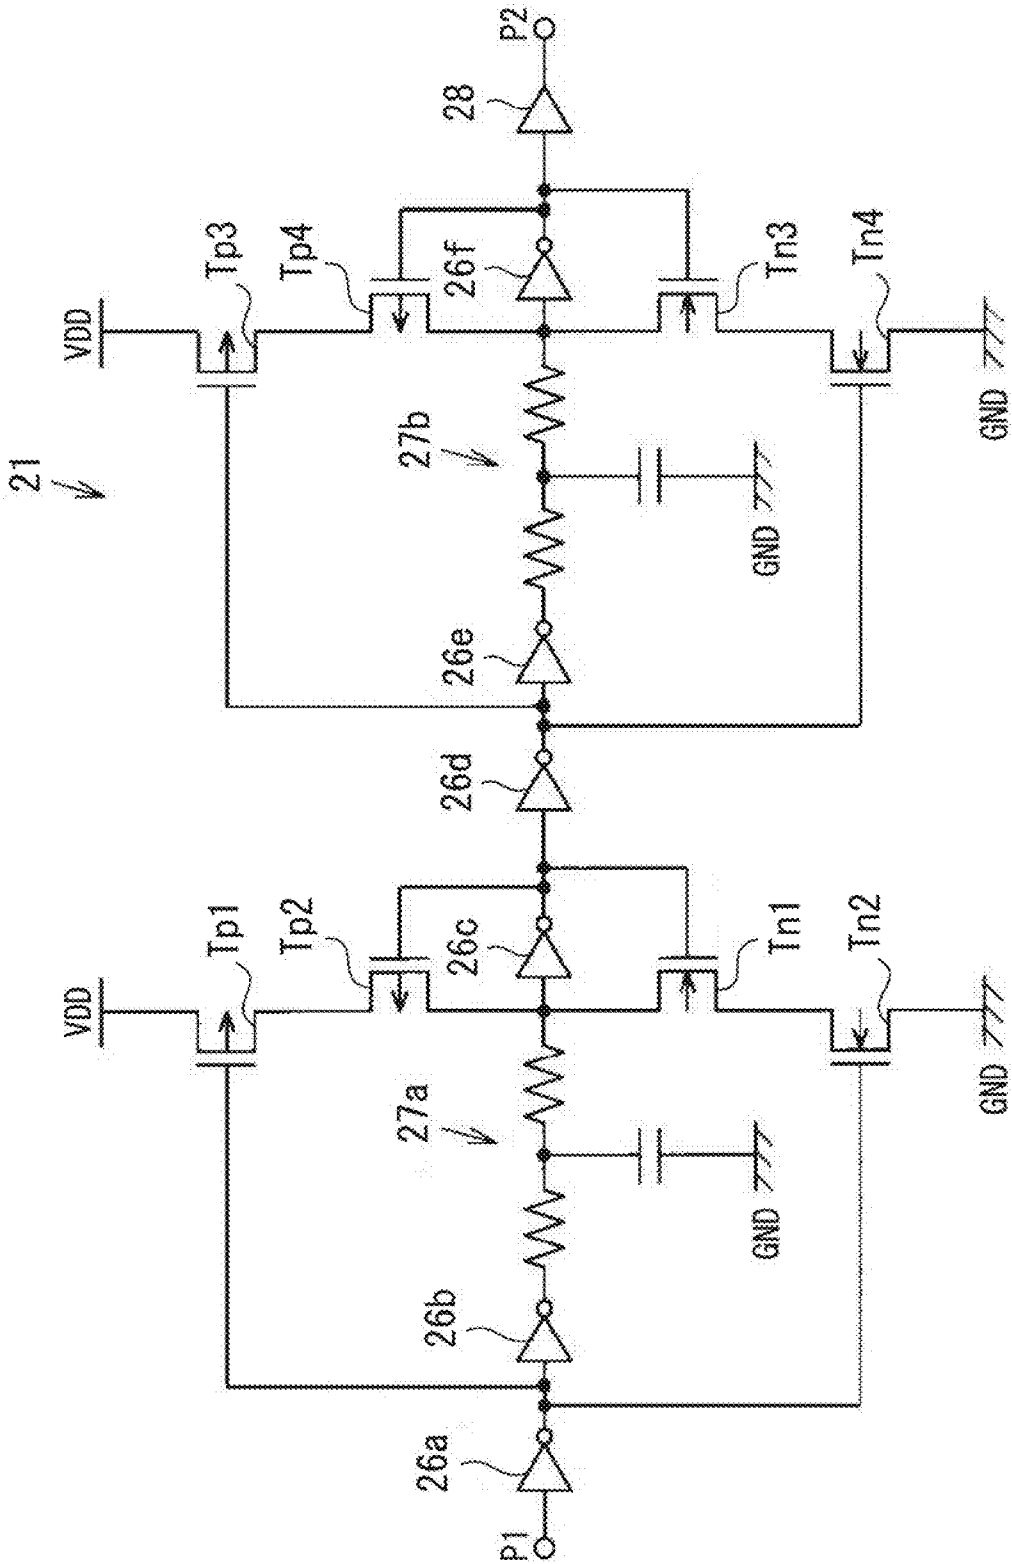 21
VDD
Tp1
Tp2
VDD
Tp3
Tp4
27a
27b
P1
26a
26b
26c
26d
26e
26f
28
P2
GND
GND
Tn1
Tn2
Tn3
Tn4
GND
GND